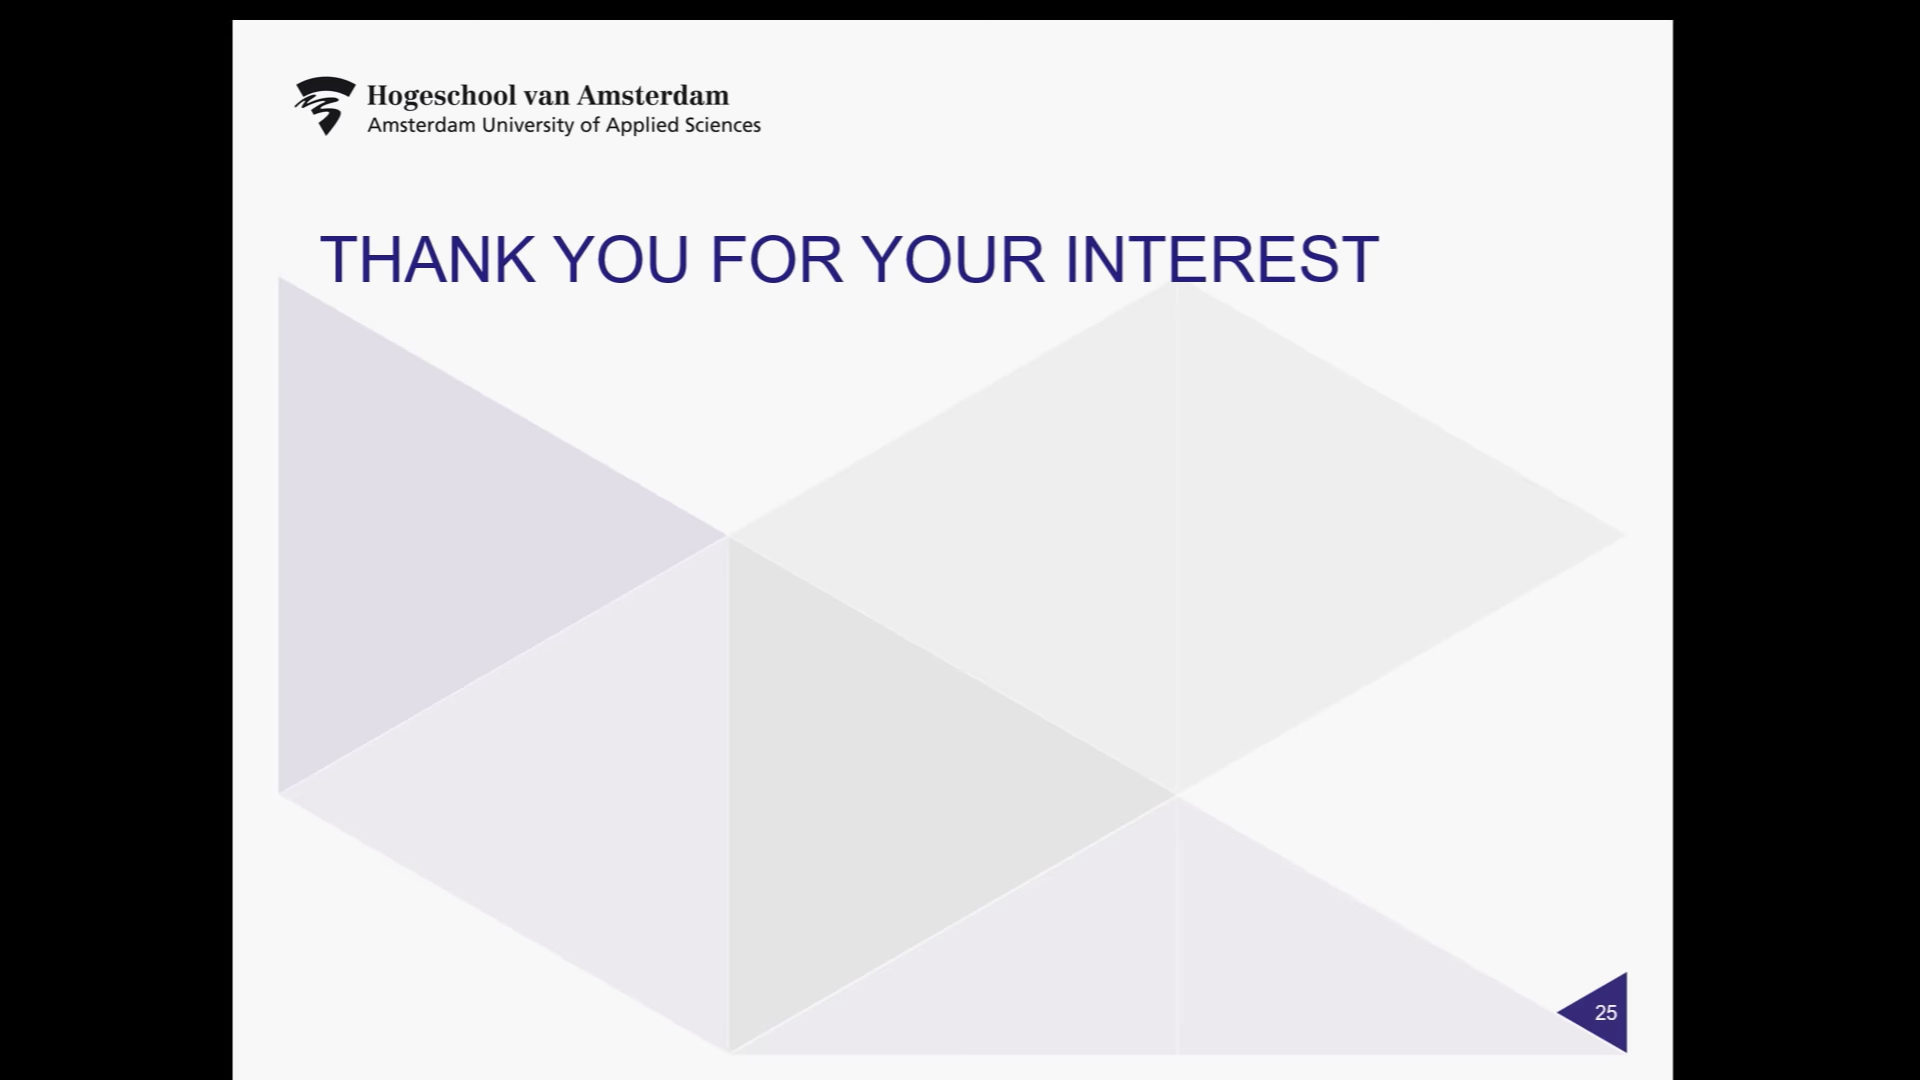 Hogeschool van Amsterdam
Amsterdam University of Applied Sciences
THANK YOU FOR YOUR INTEREST
25